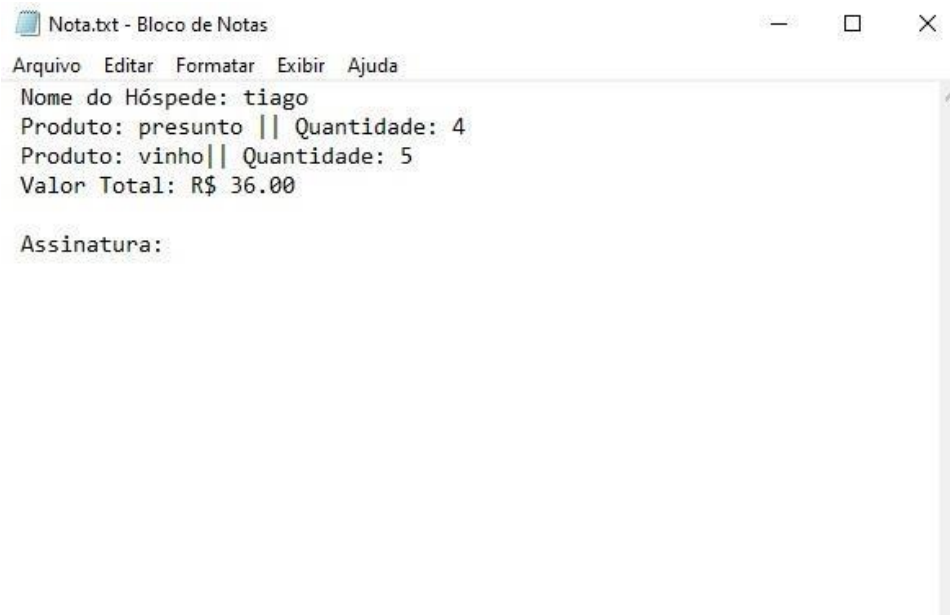 Nota.txt - Bloco de Notas
Arquivo Editar Formatar Exibir Ajuda
Nome do Hóspede: tiago
Produto: presunto || Quantidade: 4
Produto: vinho|| Quantidade: 5
Valor Total: R$ 36.00
Assinatura: